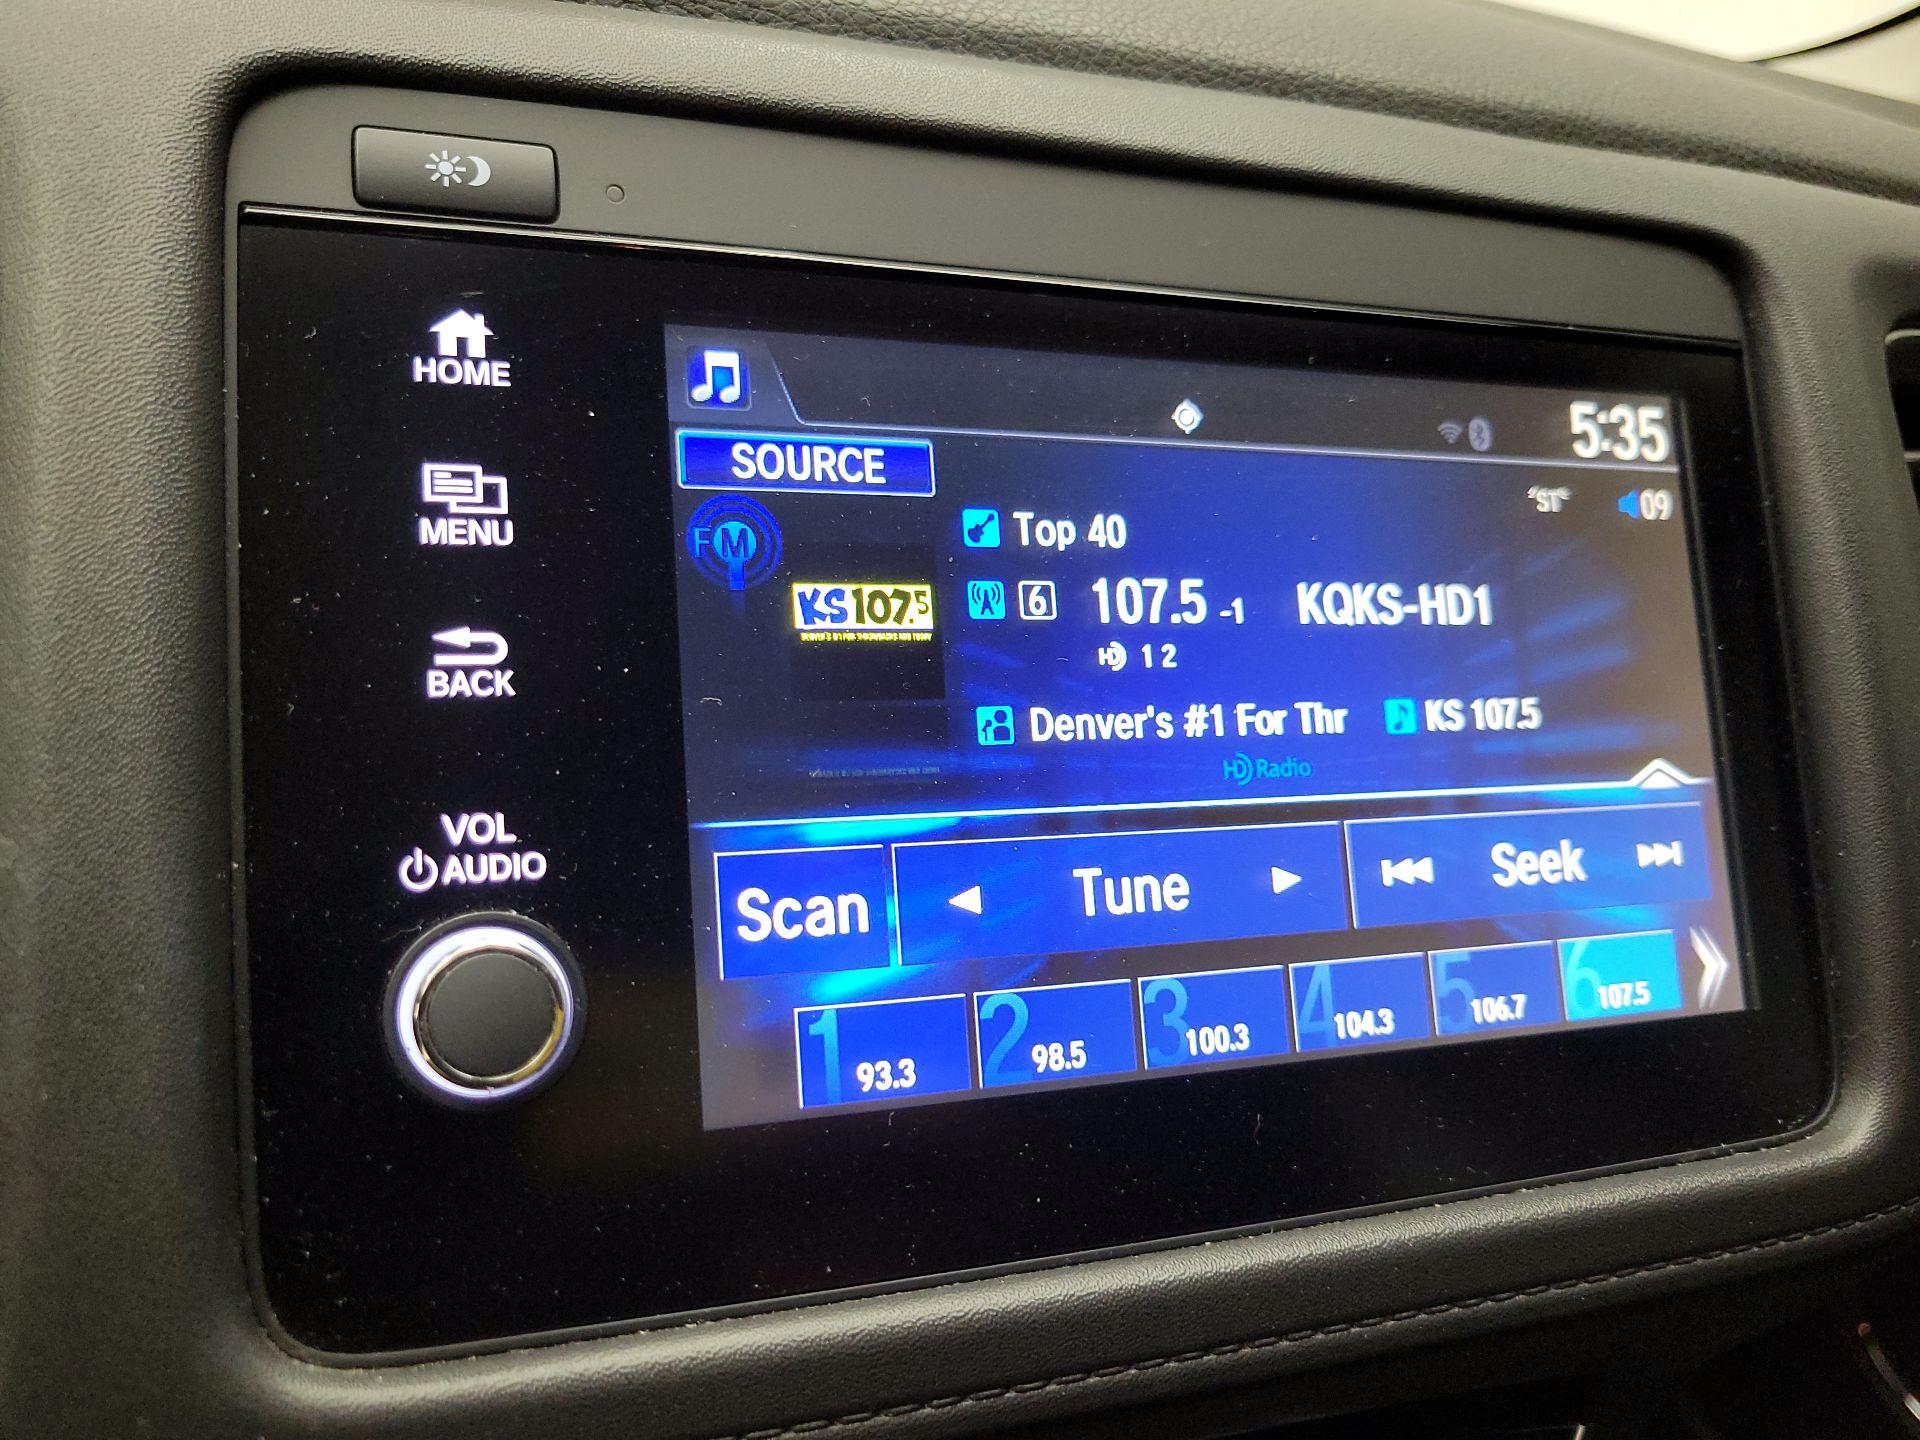 HOME
MENU
BACK
VOL
AUDIO
5:35
SOURCE
"ST"
09
FM
Top 40
KS107.5
6
107.5 -1
KQKS-HD1
HD 1 2
Denver's #1 For Thr
KS 107.5
HD Radio
Scan
Tune
Seek
1 93.3
2 98.5
3 100.3
4 104.3
5 106.7
6 107.5